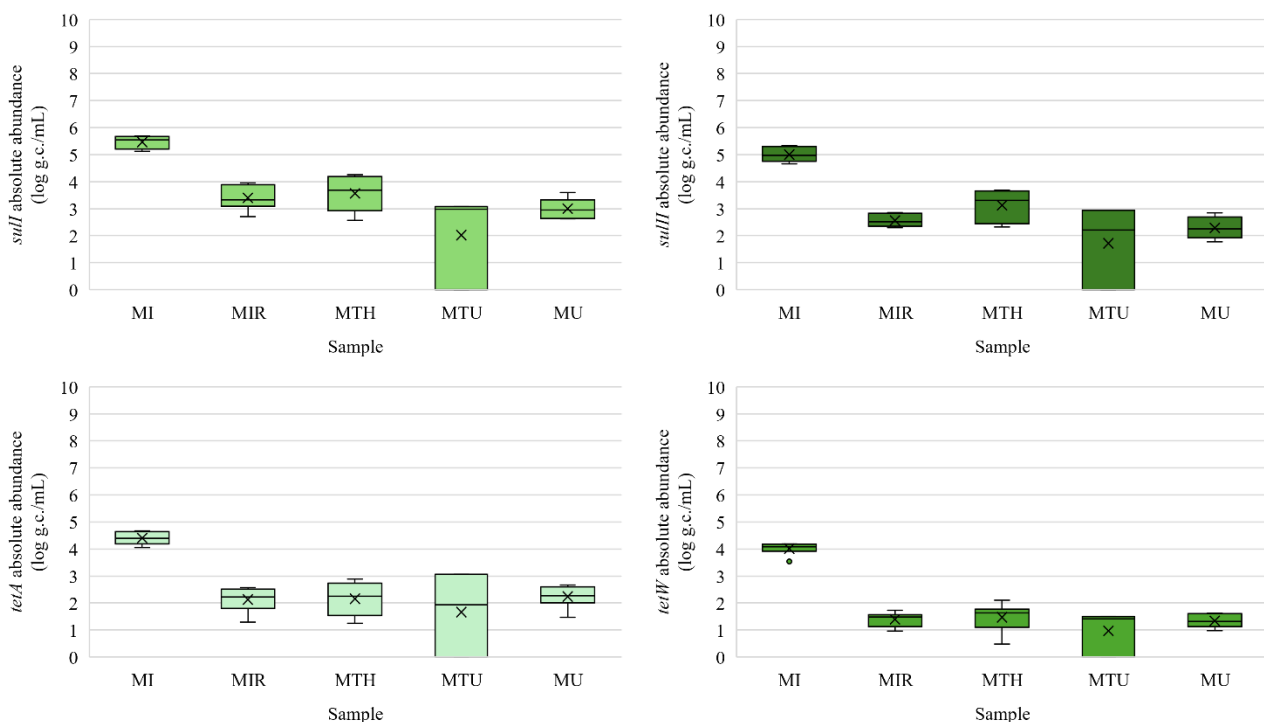 10
9
8
7
6
5
4
3
2
1
0
sulI absolute abundance
(log g.c./mL)
MI MIR MTH MTU MU
Sample
10
9
8
7
6
5
4
3
2
1
0
sulII absolute abundance
(log g.c./mL)
MI MIR MTH MTU MU
Sample
10
9
8
7
6
5
4
3
2
1
0
tetA absolute abundance
(log g.c./mL)
MI MIR MTH MTU MU
Sample
10
9
8
7
6
5
4
3
2
1
0
tetW absolute abundance
(log g.c./mL)
MI MIR MTH MTU MU
Sample